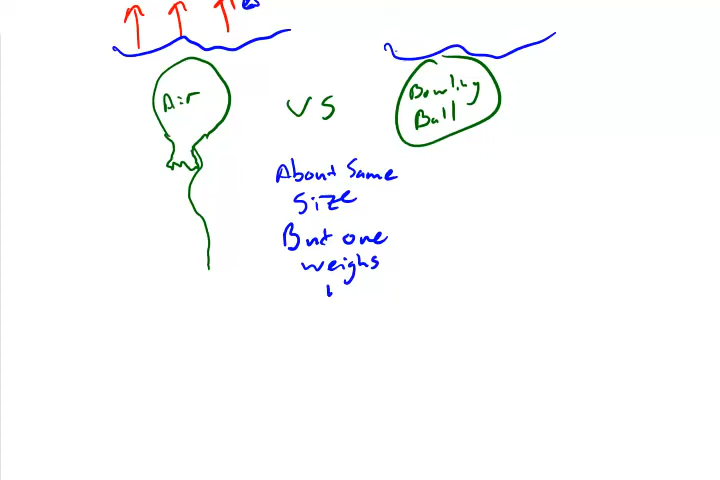 Air
vs
Bowling
Ball
About Same
Size
But one
weighs